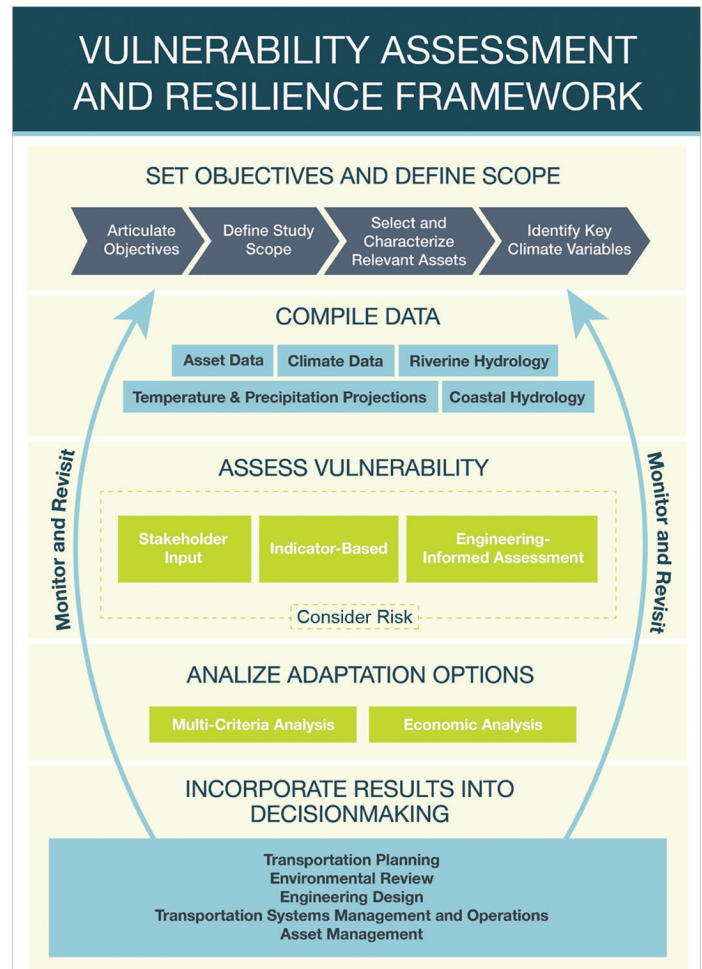 VULNERABILITY ASSESSMENT
AND RESILIENCE FRAMEWORK
SET OBJECTIVES AND DEFINE SCOPE
Articulate
Objectives
Define Study
Scope
Select and
Characterize
Relevant Assets
Identify Key
Climate Variables
COMPILE DATA
Asset Data
Climate Data
Riverine Hydrology
Temperature & Precipitation Projections
Coastal Hydrology
ASSESS VULNERABILITY
Stakeholder
Input
Indicator-Based
Engineering-
Informed Assessment
Consider Risk
Monitor and Revisit
Monitor and Revisit
ANALIZE ADAPTATION OPTIONS
Multi-Criteria Analysis
Economic Analysis
INCORPORATE RESULTS INTO
DECISIONMAKING
Transportation Planning
Environmental Review
Engineering Design
Transportation Systems Management and Operations
Asset Management